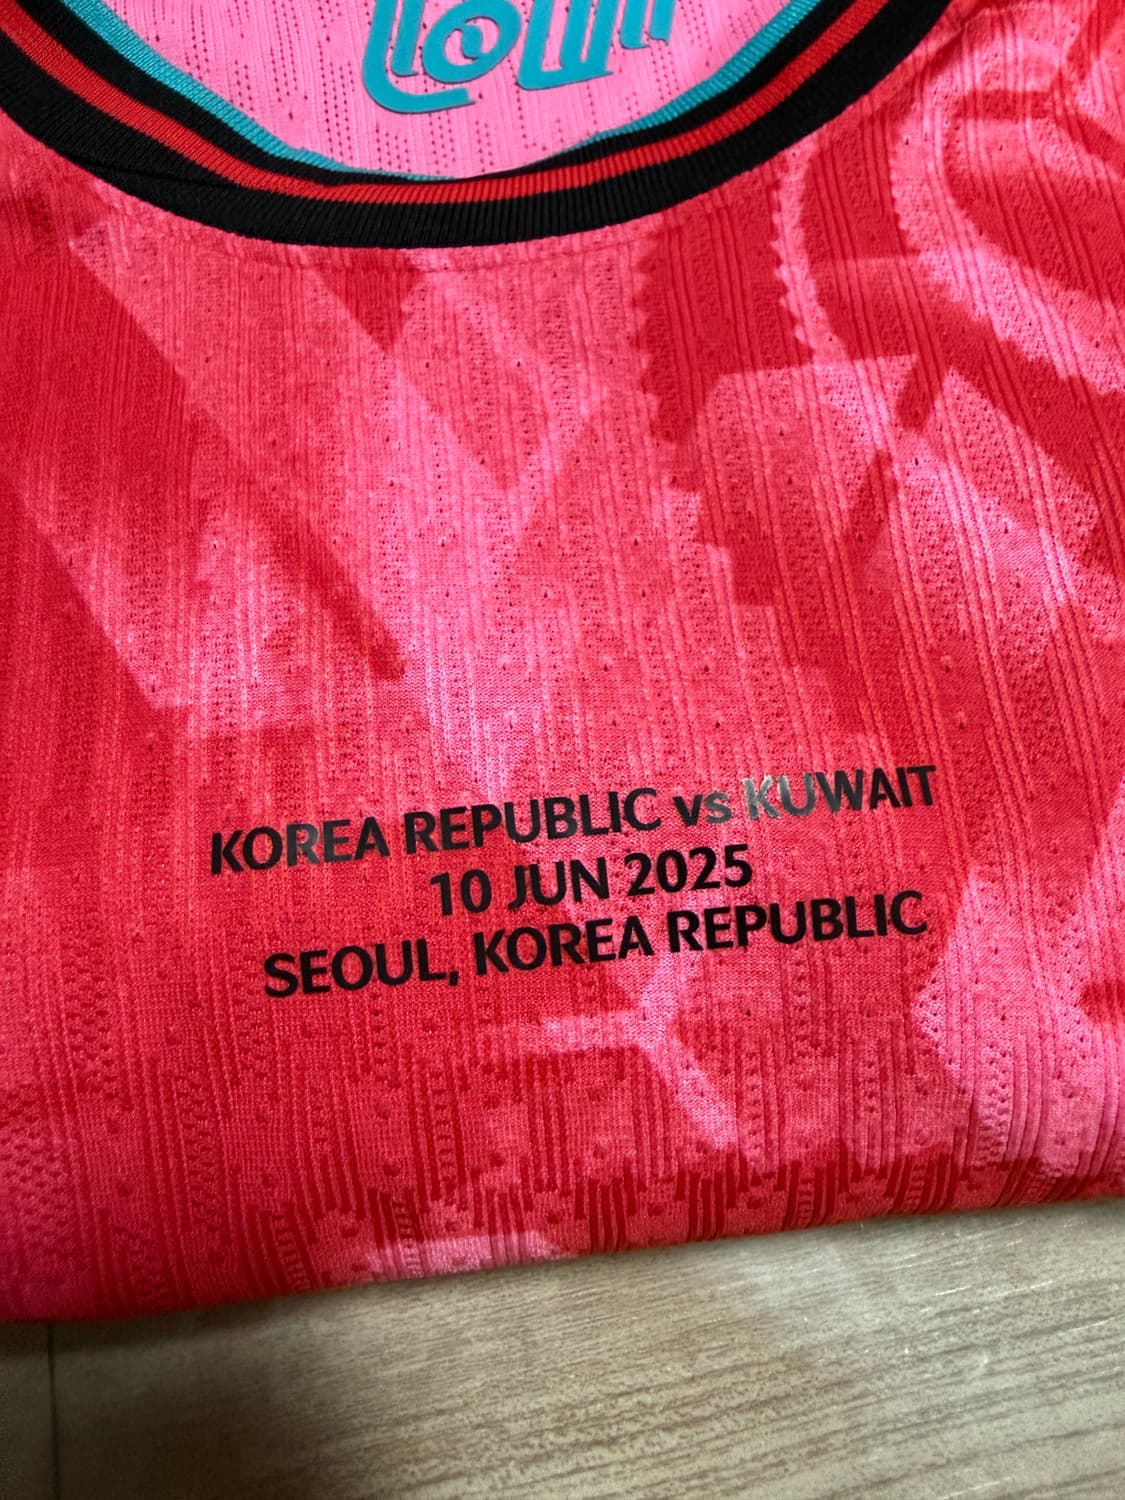 KOREA REPUBLIC vs KUWAIT
10 JUN 2025
SEOUL, KOREA REPUBLIC